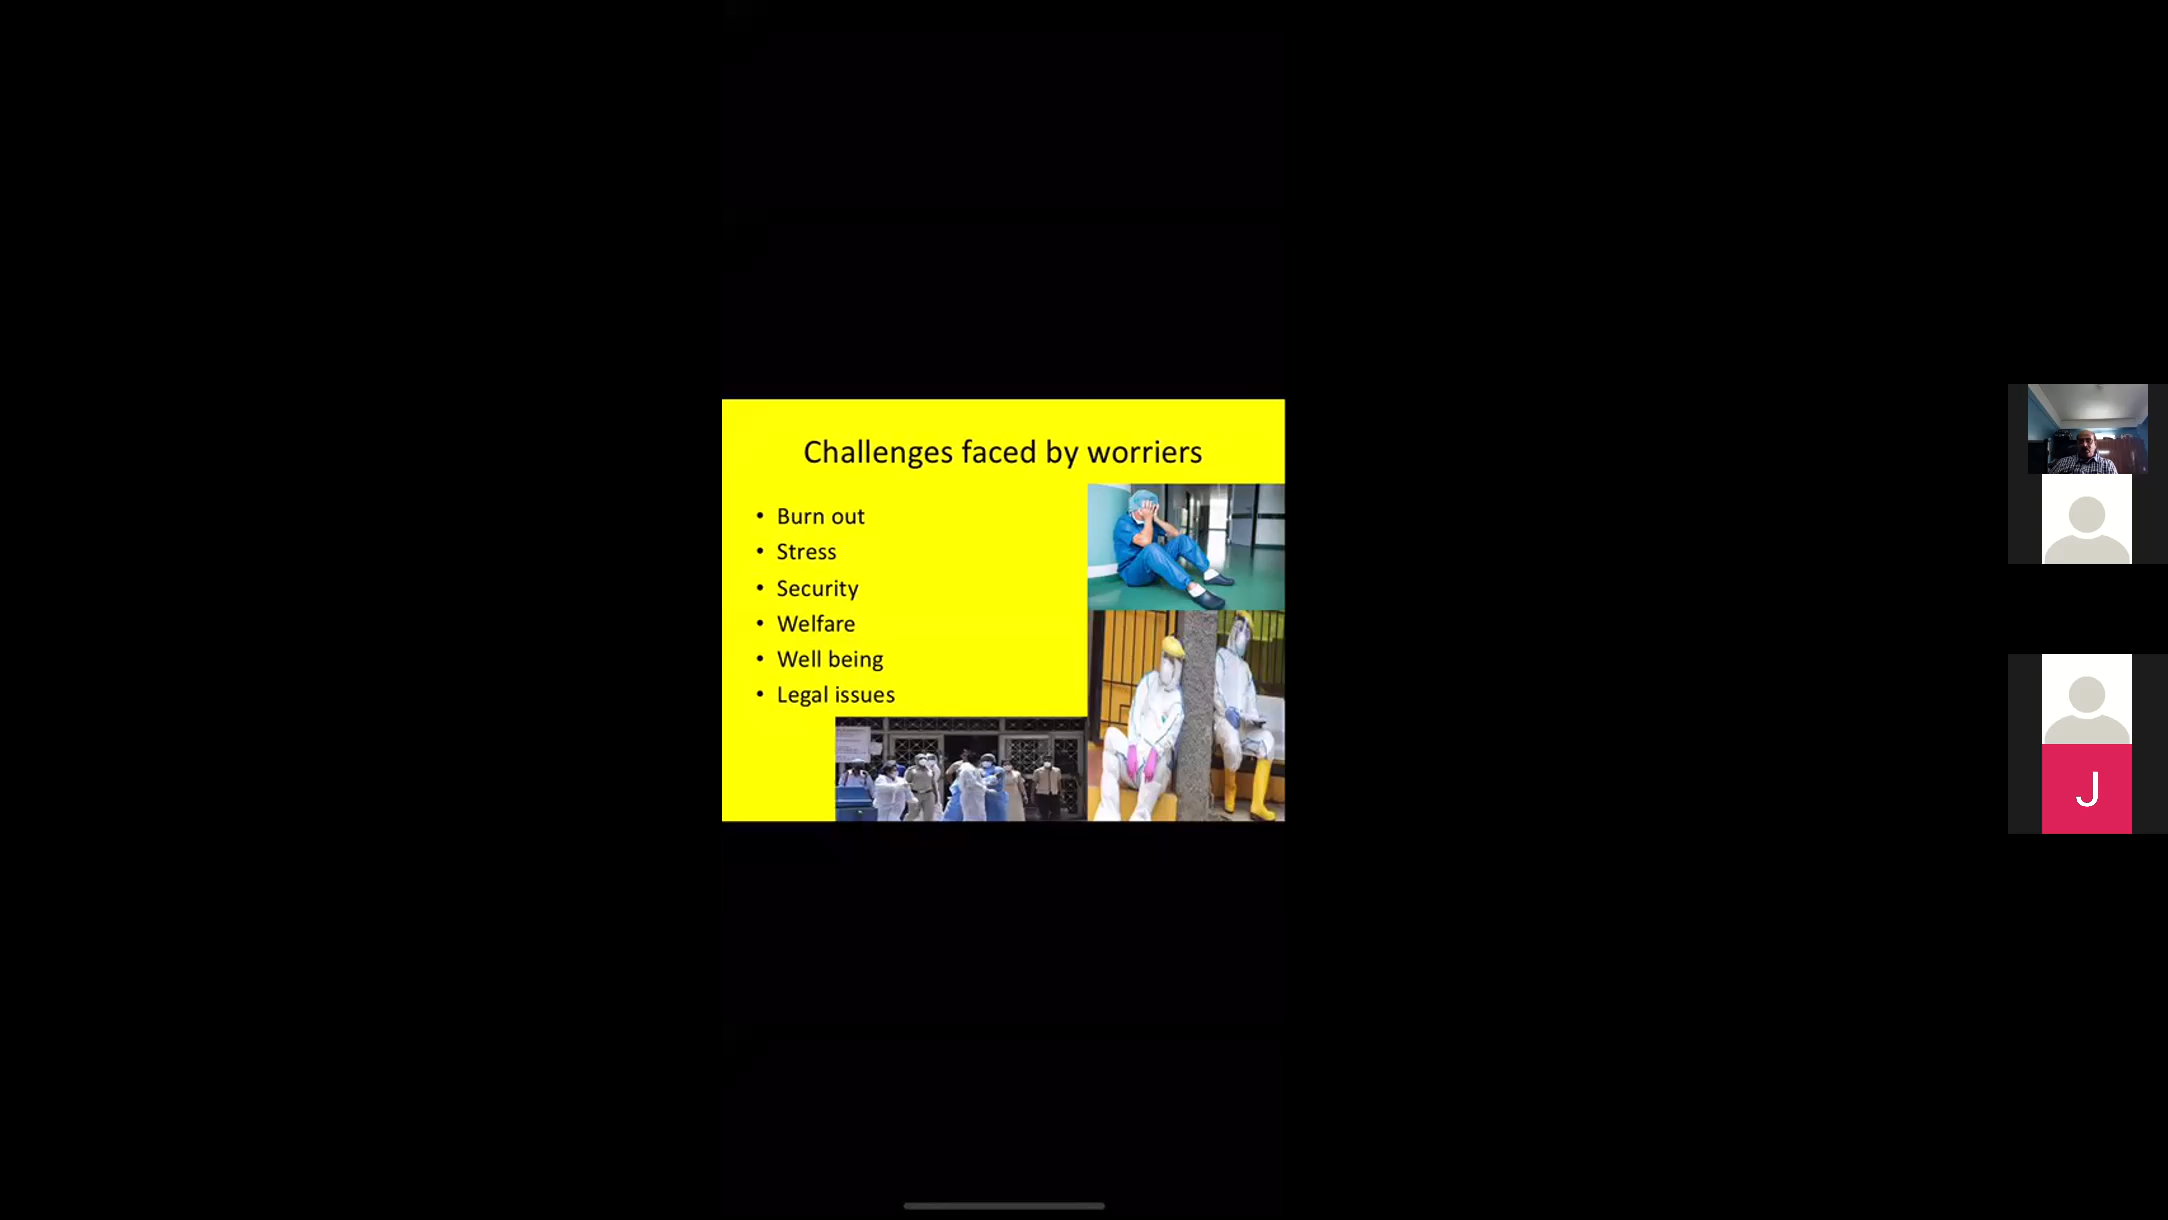 Challenges faced by worriers
• Burn out
• Stress
• Security
• Welfare
• Well being
• Legal issues
J